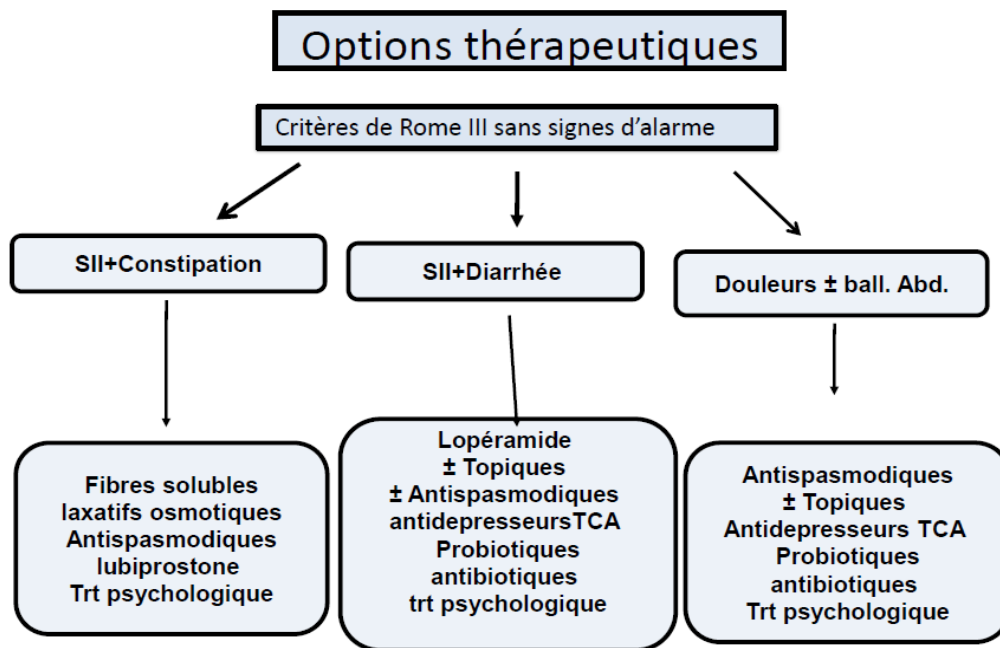 Options thérapeutiques
Critères de Rome III sans signes d'alarme
SII+Constipation
SII+Diarrhée
Douleurs ± ball. Abd.
Fibres solubles
laxatifs osmotiques
Antispasmodiques
lubiprostone
Trt psychologique
Lopéramide
± Topiques
± Antispasmodiques
antidepresseursTCA
Probiotiques
antibiotiques
trt psychologique
Antispasmodiques
± Topiques
Antidepresseurs TCA
Probiotiques
antibiotiques
Trt psychologique